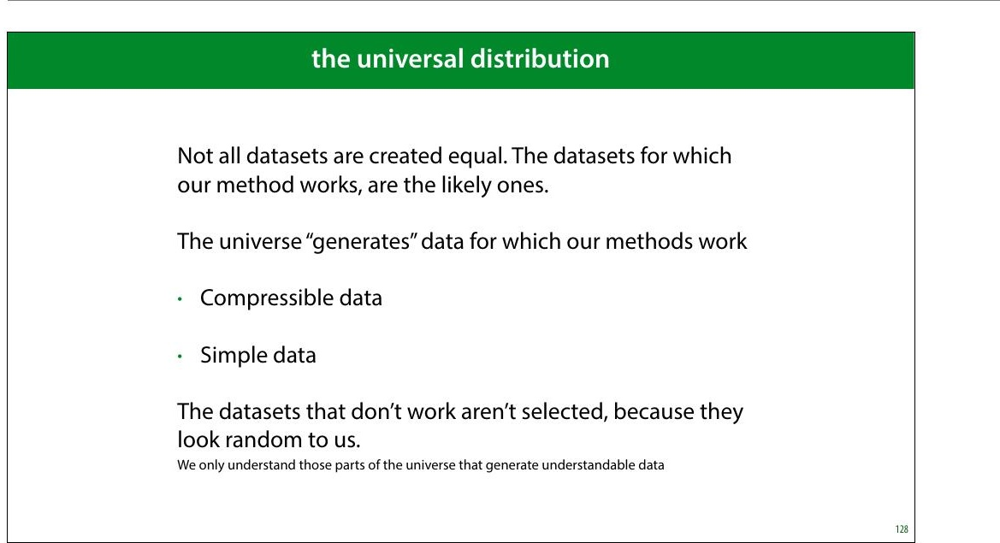 the universal distribution
Not all datasets are created equal. The datasets for which
our method works, are the likely ones.
The universe “generates” data for which our methods work
• Compressible data
• Simple data
The datasets that don’t work aren’t selected, because they
look random to us.
We only understand those parts of the universe that generate understandable data
128